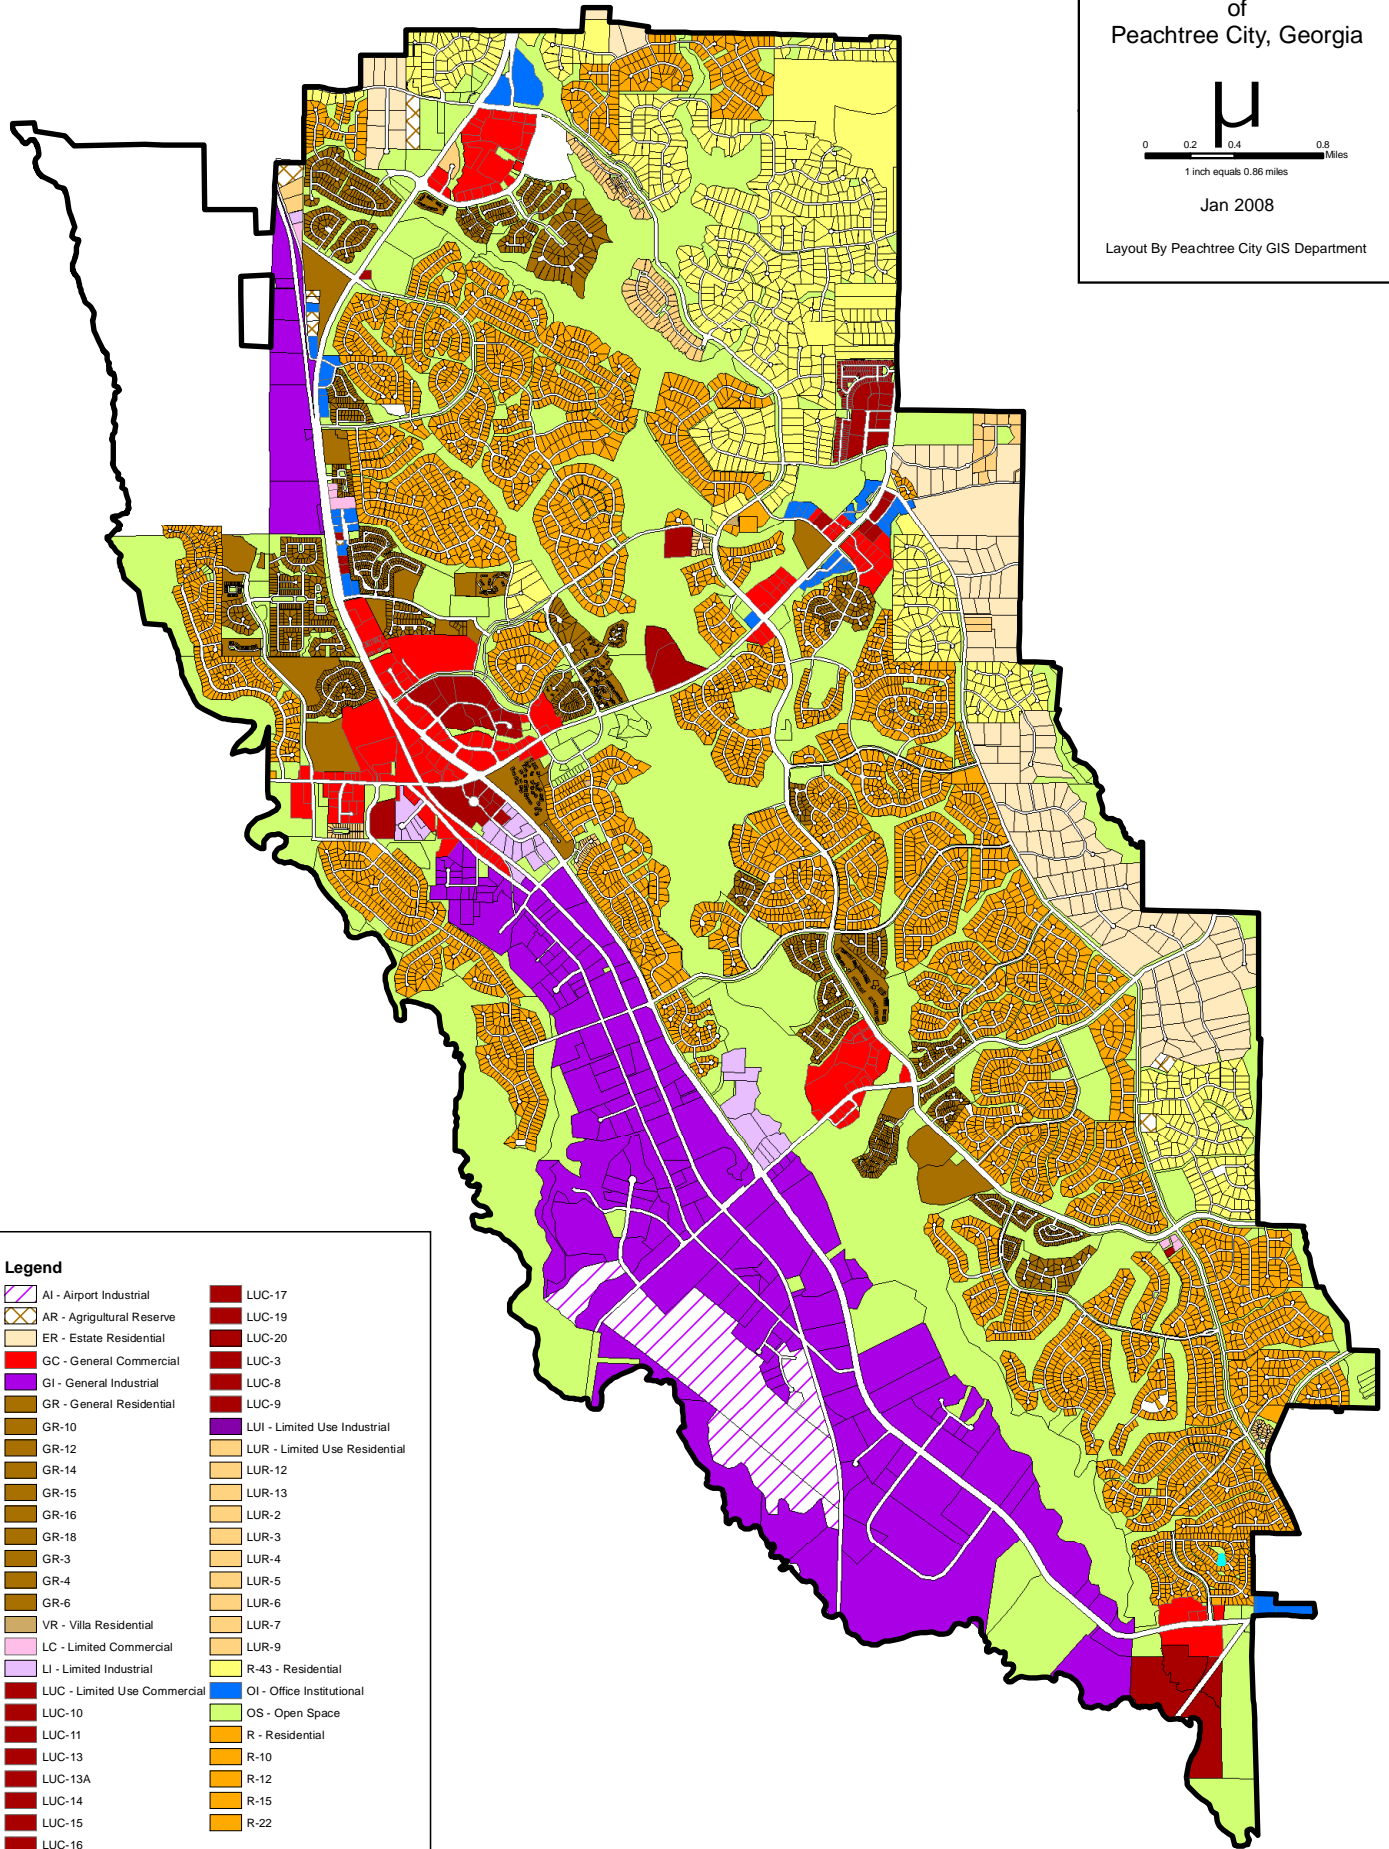 of
Peachtree City, Georgia
0 0.2 0.4 0.8
Miles
1 inch equals 0.86 miles
Jan 2008
Layout By Peachtree City GIS Department
Legend
AI - Airport Industrial
AR - Agrigultural Reserve
ER - Estate Residential
GC - General Commercial
GI - General Industrial
GR - General Residential
GR-10
GR-12
GR-14
GR-15
GR-16
GR-18
GR-3
GR-4
GR-6
VR - Villa Residential
LC - Limited Commercial
LI - Limited Industrial
LUC - Limited Use Commercial
LUC-10
LUC-11
LUC-13
LUC-13A
LUC-14
LUC-15
LUC-16
LUC-17
LUC-19
LUC-20
LUC-3
LUC-8
LUC-9
LUI - Limited Use Industrial
LUR - Limited Use Residential
LUR-12
LUR-13
LUR-2
LUR-3
LUR-4
LUR-5
LUR-6
LUR-7
LUR-9
R-43 - Residential
OI - Office Institutional
OS - Open Space
R - Residential
R-10
R-12
R-15
R-22